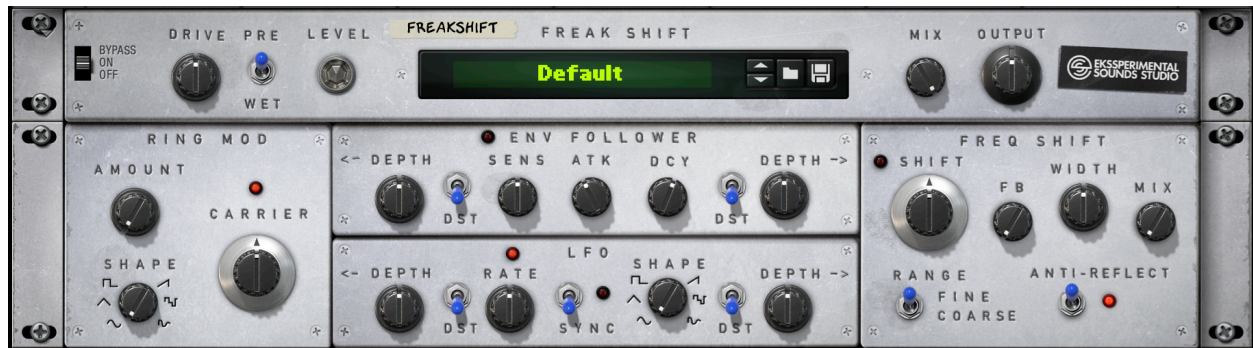 BYPASS
ON
OFF
DRIVE
PRE
WET
LEVEL
FREAKSHIFT
FREAK SHIFT
Default
MIX
OUTPUT
EKSSPERIMENTAL
SOUNDS STUDIO
RING MOD
AMOUNT
CARRIER
SHAPE
ENV FOLLOWER
<- DEPTH
DST
SENS
ATK
DCY
DST
DEPTH ->
LFO
<- DEPTH
DST
RATE
SYNC
SHAPE
DST
DEPTH ->
FREQ SHIFT
SHIFT
FB
WIDTH
MIX
RANGE
FINE
COARSE
ANTI-REFLECT